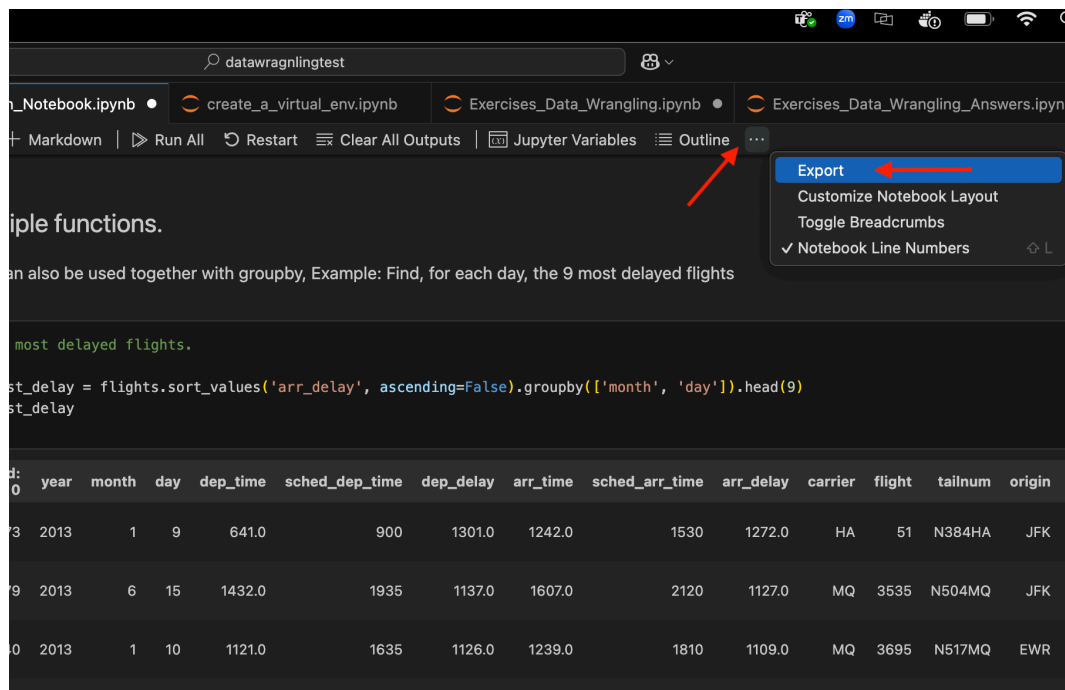 zm
datawragnlingtest
n_Notebook.ipynb create_a_virtual_env.ipynb Exercises_Data_Wrangling.ipynb Exercises_Data_Wrangling_Answers.ipyn
+ Markdown Run All Restart Clear All Outputs Jupyter Variables Outline ...
Export
Customize Notebook Layout
Toggle Breadcrumbs
✓ Notebook Line Numbers ⇧ L
iple functions.
an also be used together with groupby, Example: Find, for each day, the 9 most delayed flights
most delayed flights.
st_delay = flights.sort_values('arr_delay', ascending=False).groupby(['month', 'day']).head(9)
st_delay
d:
0 year month day dep_time sched_dep_time dep_delay arr_time sched_arr_time arr_delay carrier flight tailnum origin
73 2013 1 9 641.0 900 1301.0 1242.0 1530 1272.0 HA 51 N384HA JFK
79 2013 6 15 1432.0 1935 1137.0 1607.0 2120 1127.0 MQ 3535 N504MQ JFK
40 2013 1 10 1121.0 1635 1126.0 1239.0 1810 1109.0 MQ 3695 N517MQ EWR